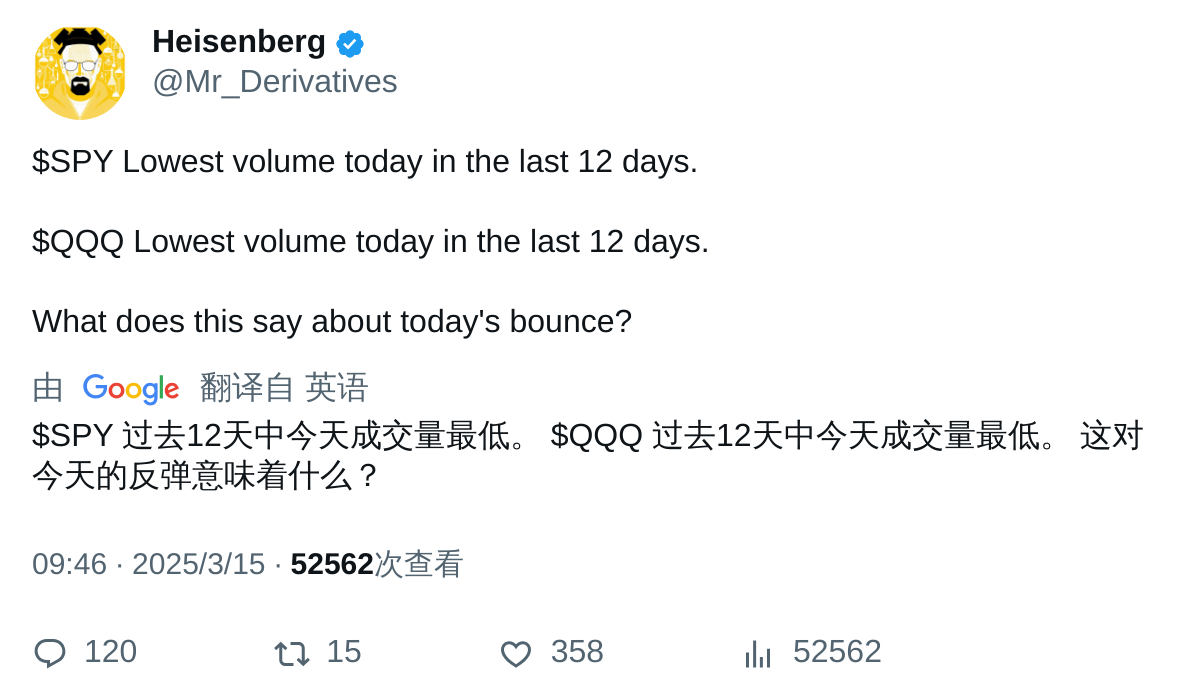 Heisenberg
@Mr_Derivatives
$SPY Lowest volume today in the last 12 days.
$QQQ Lowest volume today in the last 12 days.
What does this say about today's bounce?
由 Google 翻译自 英语
$SPY 过去12天中今天成交量最低。 $QQQ 过去12天中今天成交量最低。 这对
今天的反弹意味着什么？
09:46 · 2025/3/15 · 52562次查看
120 15 358 52562